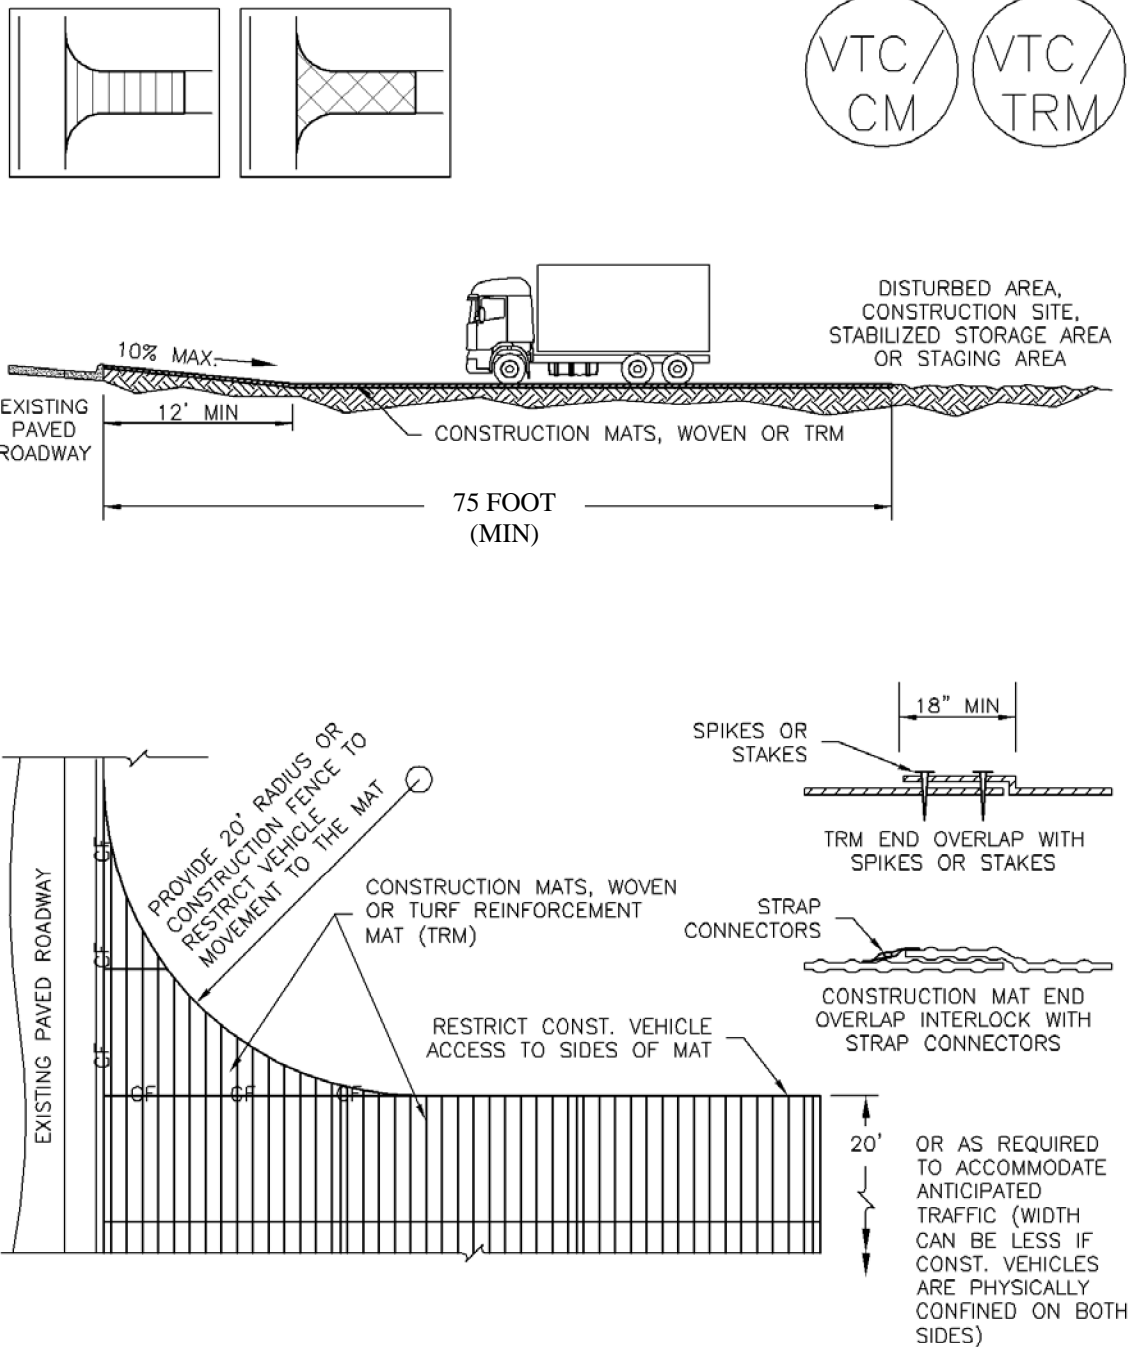 VTC/
CM
VTC/
TRM
DISTURBED AREA,
CONSTRUCTION SITE,
STABILIZED STORAGE AREA
OR STAGING AREA
10% MAX.
EXISTING
PAVED
ROADWAY
12' MIN
CONSTRUCTION MATS, WOVEN OR TRM
75 FOOT
(MIN)
PROVIDE 20' RADIUS OR
CONSTRUCTION FENCE TO
RESTRICT VEHICLE
MOVEMENT TO THE MAT
18" MIN
SPIKES OR
STAKES
TRM END OVERLAP WITH
SPIKES OR STAKES
CONSTRUCTION MATS, WOVEN
OR TURF REINFORCEMENT
MAT (TRM)
STRAP
CONNECTORS
CONSTRUCTION MAT END
OVERLAP INTERLOCK WITH
STRAP CONNECTORS
RESTRICT CONST. VEHICLE
ACCESS TO SIDES OF MAT
EXISTING PAVED ROADWAY
CF
CF
CF
CF
CF
CF
20'
OR AS REQUIRED
TO ACCOMMODATE
ANTICIPATED
TRAFFIC (WIDTH
CAN BE LESS IF
CONST. VEHICLES
ARE PHYSICALLY
CONFINED ON BOTH
SIDES)